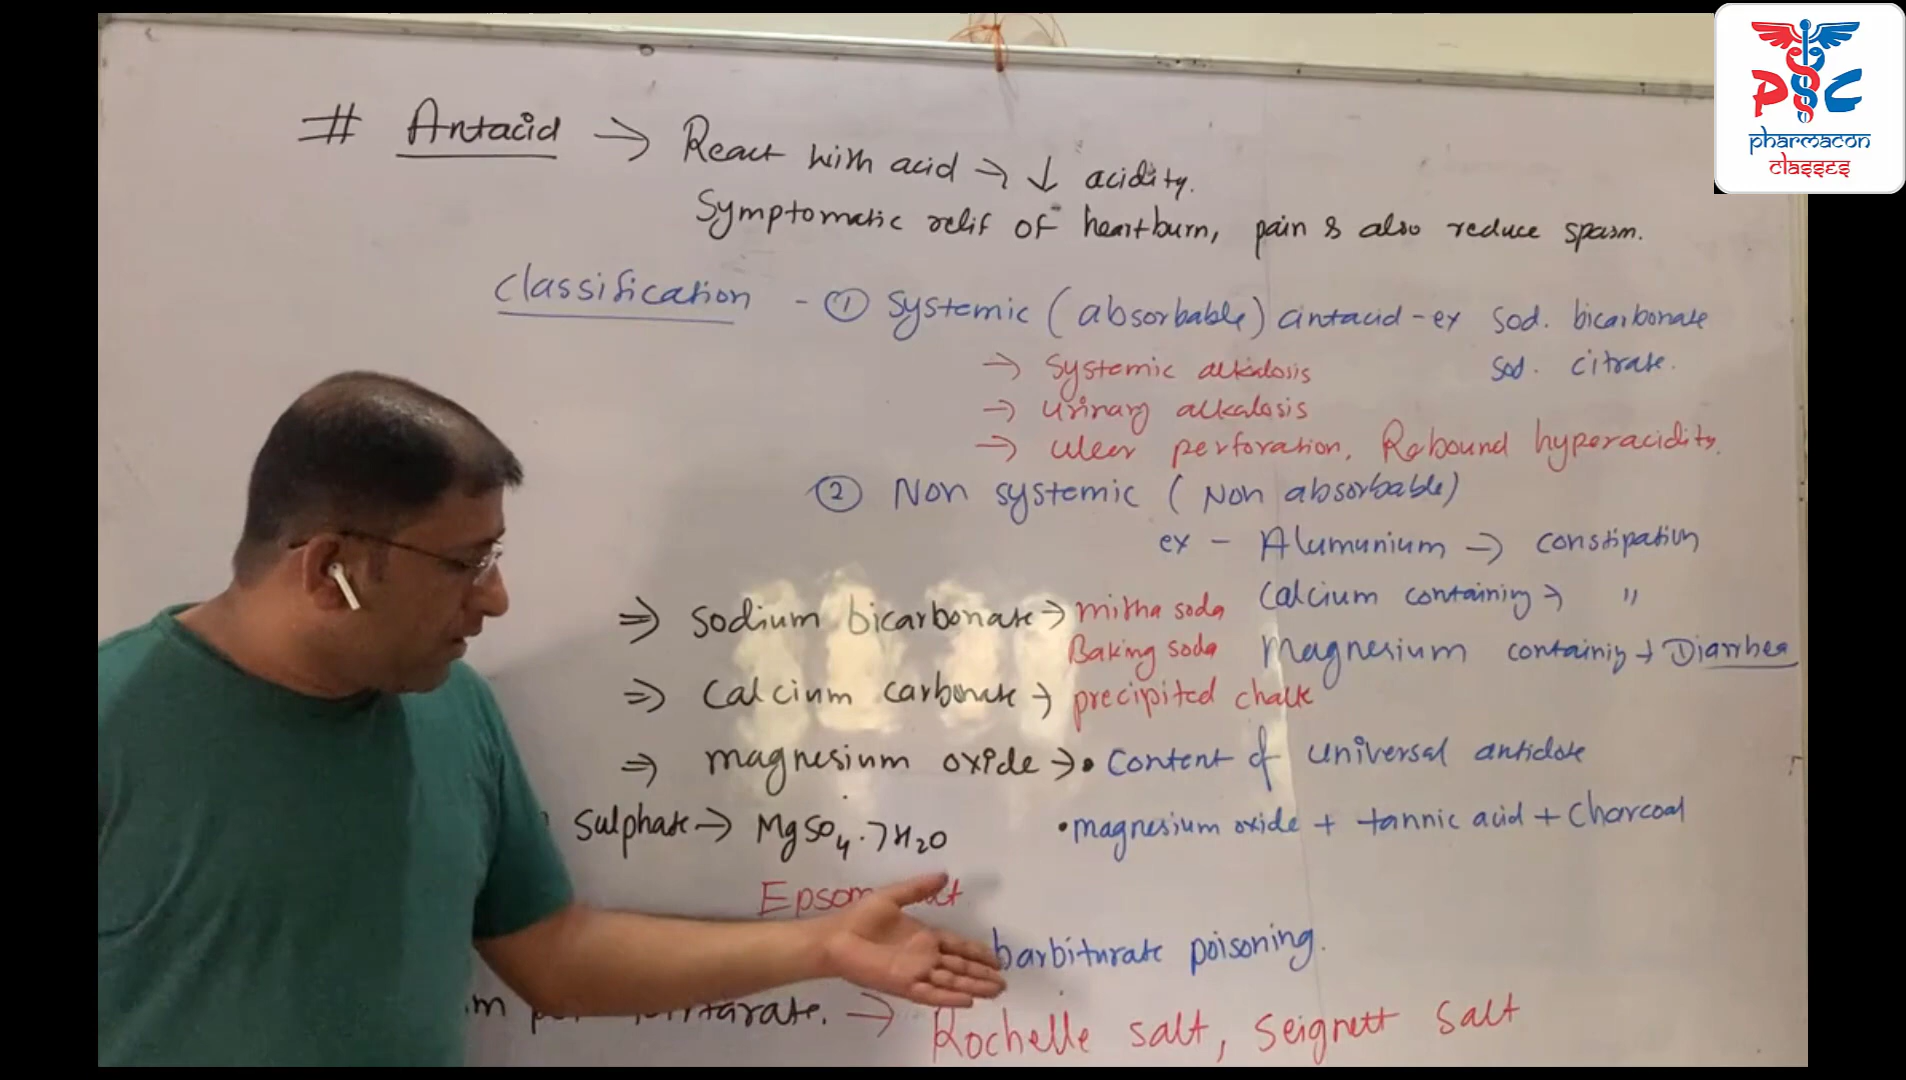 PC
pharmacon
classes
# Antacid → React with acid → ↓ acidity.
Symptomatic relif of heartburn, pain & also reduce spasm.
Classification - ① Systemic (absorbable) antacid - ex Sod. bicarbonate
Sod. citrate.
→ Systemic alkalosis
→ urinary alkalosis
→ ulcer perforation, Rebound hyperacidity.
② Non systemic (Non absorbable)
ex - Alumunium → constipation
Calcium containing → "
Magnesium containing → Diarrhea
⇒ Sodium bicarbonate → mitha soda
Baking soda
⇒ Calcium carbonate → precipited chalk
⇒ magnesium oxide → • Content of universal antidote
• magnesium oxide + tannic acid + Charcoal
sulphate → MgSO₄.7H₂O
Epsom
barbiturate poisoning.
→ Rochelle salt, Seignett salt